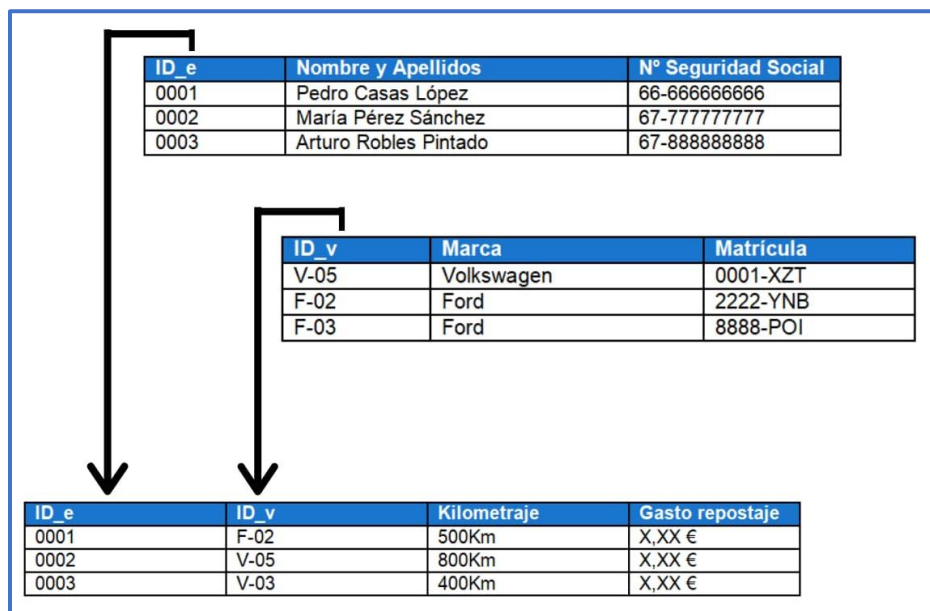 ID_e Nombre y Apellidos Nº Seguridad Social
0001 Pedro Casas López 66-666666666
0002 María Pérez Sánchez 67-777777777
0003 Arturo Robles Pintado 67-888888888
ID_v Marca Matrícula
V-05 Volkswagen 0001-XZT
F-02 Ford 2222-YNB
F-03 Ford 8888-POI
ID_e ID_v Kilometraje Gasto repostaje
0001 F-02 500Km X,XX €
0002 V-05 800Km X,XX €
0003 V-03 400Km X,XX €